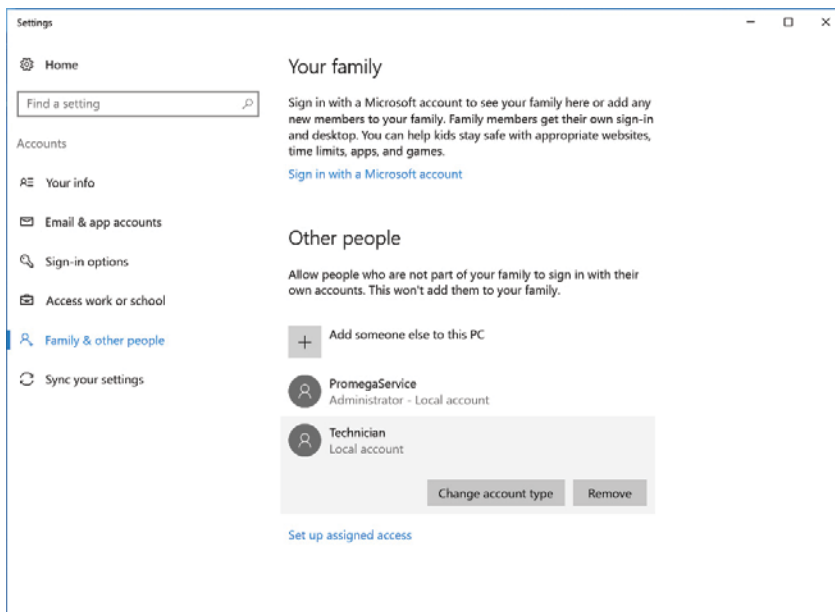 Settings
Home
Find a setting
Accounts
Your info
Email & app accounts
Sign-in options
Access work or school
Family & other people
Sync your settings
Your family
Sign in with a Microsoft account to see your family here or add any
new members to your family. Family members get their own sign-in
and desktop. You can help kids stay safe with appropriate websites,
time limits, apps, and games.
Sign in with a Microsoft account
Other people
Allow people who are not part of your family to sign in with their
own accounts. This won't add them to your family.
Add someone else to this PC
PromegaService
Administrator - Local account
Technician
Local account
Change account type
Remove
Set up assigned access